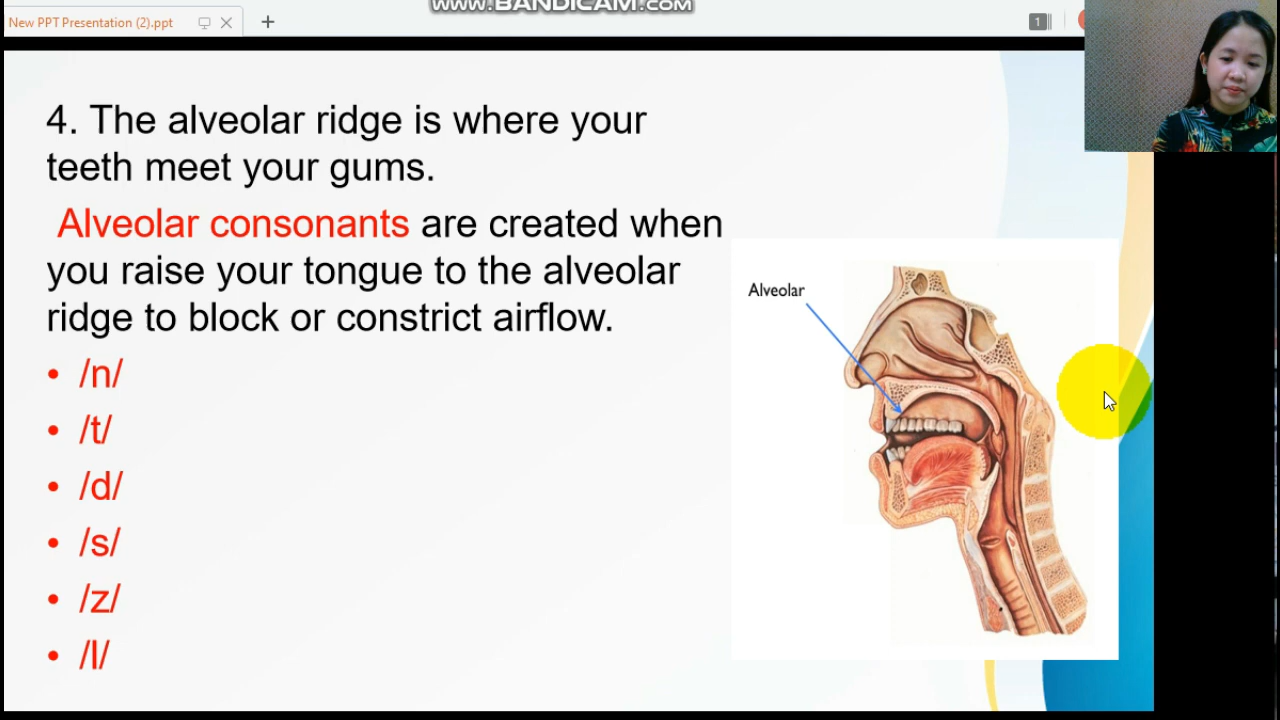 www.BANDICAM.com
New PPT Presentation (2).ppt
1
4. The alveolar ridge is where your
teeth meet your gums.
Alveolar consonants are created when
you raise your tongue to the alveolar
ridge to block or constrict airflow.
Alveolar
• /n/
• /t/
• /d/
• /s/
• /z/
• /l/